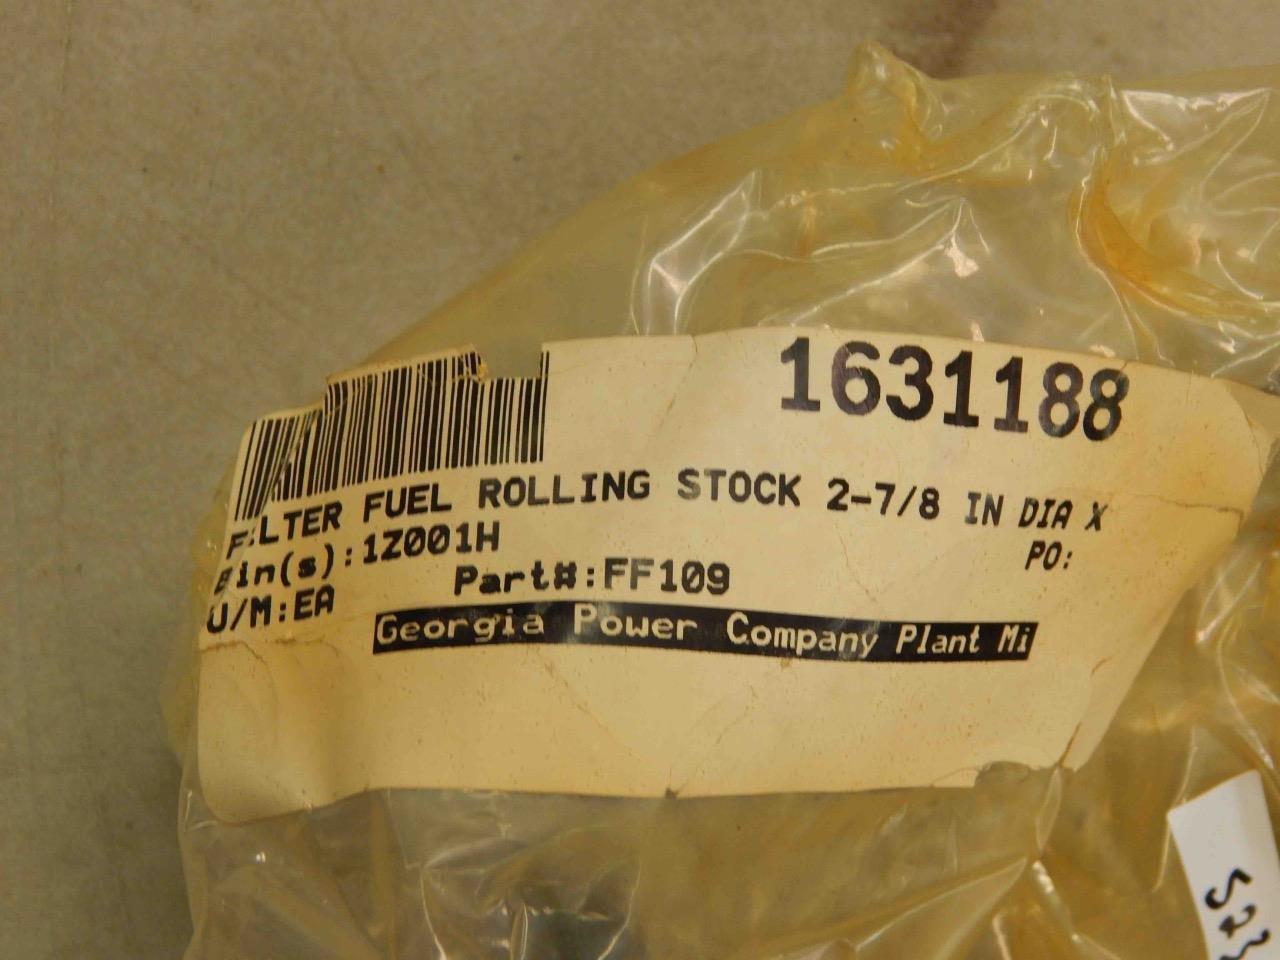 1631188
FILTER FUEL ROLLING STOCK 2-7/8 IN DIA X
Bin(s):1Z001H
PO:
U/M:EA
Part#:FF109
Georgia Power Company Plant Mi